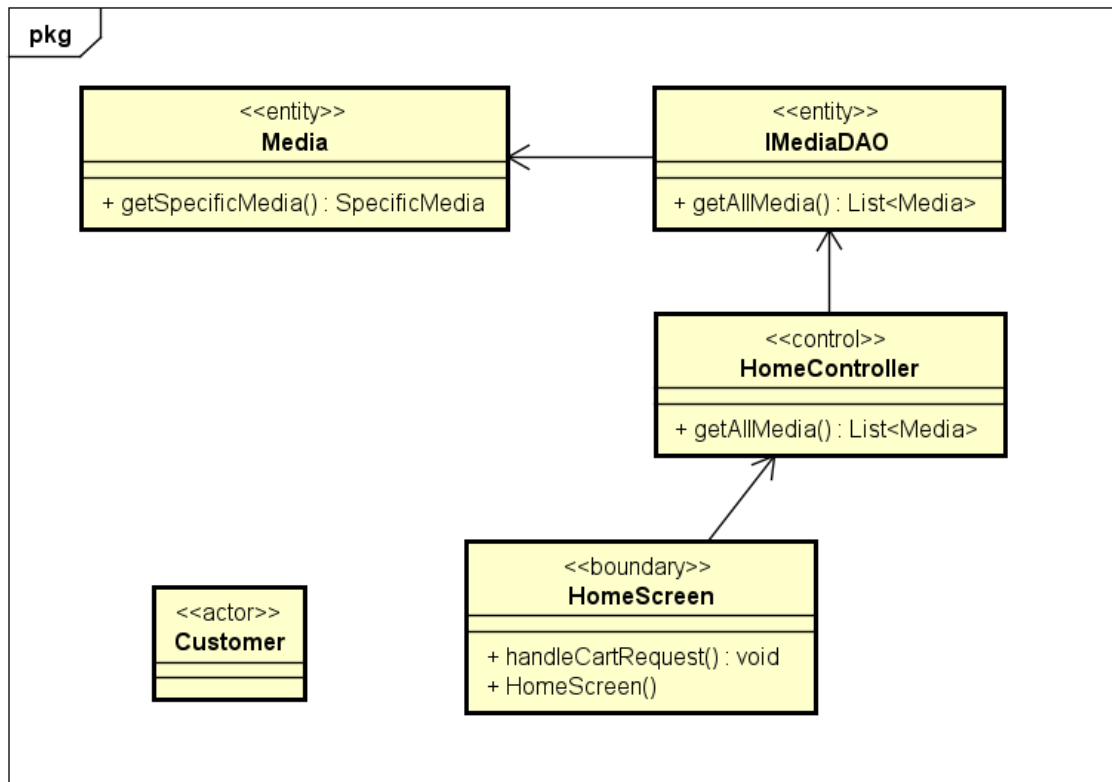 pkg
<<entity>>
Media
+ getSpecificMedia() : SpecificMedia
<<entity>>
IMediaDAO
+ getAllMedia() : List<Media>
<<control>>
HomeController
+ getAllMedia() : List<Media>
<<boundary>>
HomeScreen
+ handleCartRequest() : void
+ HomeScreen()
<<actor>>
Customer